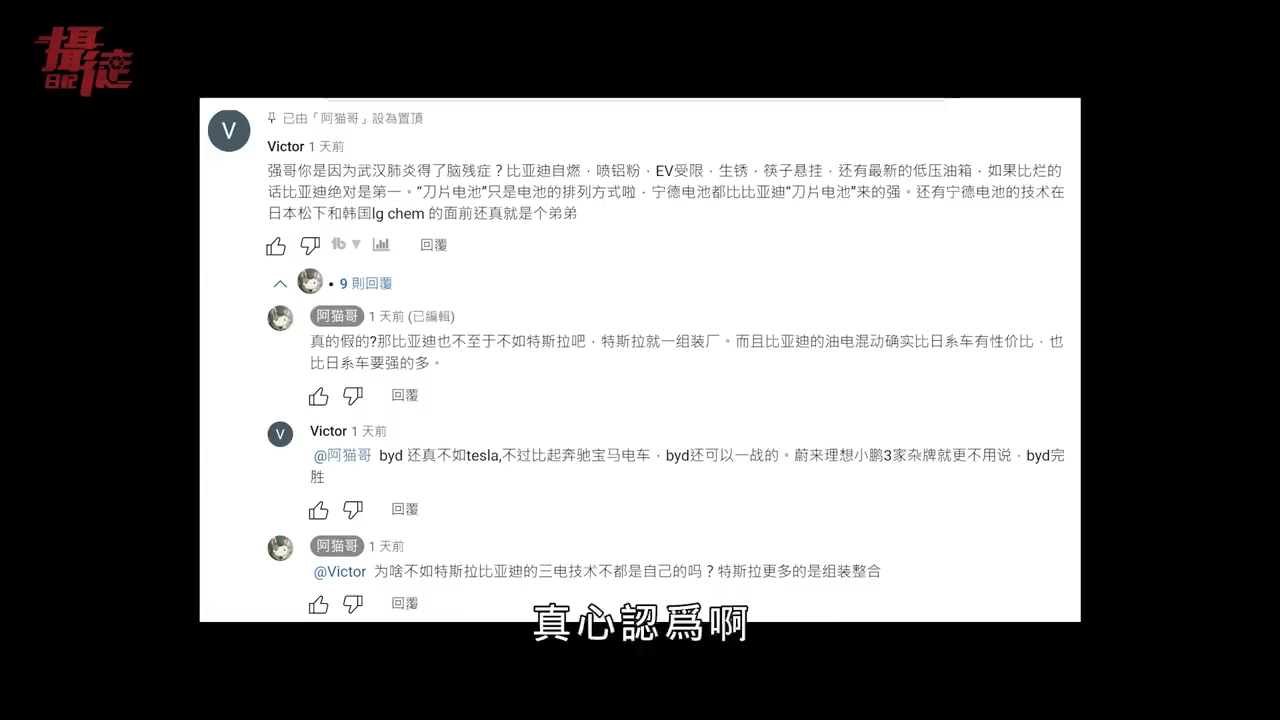 攝徒
日記
已由「阿猫哥」設為置頂
V
Victor 1 天前
强哥你是因为武汉肺炎得了脑残症？比亚迪自燃，喷铝粉，EV受限，生锈，筷子悬挂，还有最新的低压油箱，如果比烂的
话比亚迪绝对是第一。“刀片电池”只是电池的排列方式啦，宁德电池都比比亚迪“刀片电池”来的强。还有宁德电池的技术在
日本松下和韩国lg chem 的面前还真就是个弟弟
回覆
• 9 則回覆
阿猫哥 1 天前 (已編輯)
真的假的?那比亚迪也不至于不如特斯拉吧，特斯拉就一组装厂。而且比亚迪的油电混动确实比日系车有性价比，也
比日系车要强的多。
回覆
V
Victor 1 天前
@阿猫哥 byd 还真不如tesla,不过比起奔驰宝马电车，byd还可以一战的。蔚来理想小鹏3家杂牌就更不用说，byd完
胜
回覆
阿猫哥 1 天前
@Victor 为啥不如特斯拉比亚迪的三电技术不都是自己的吗？特斯拉更多的是组装整合
回覆
真心認爲啊